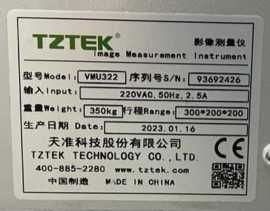 TZTEK® 影像测量仪
Image Measurement Instrument
型号Model VMU322 序列号S/N: 93692426
输入Input: 220VAC, 50Hz, 2.5A
重量Weight: 350kg 行程Range: 300*200*200
生产日期 Date: 2023.01.16
天准科技股份有限公司
TZTEK TECHNOLOGY CO., LTD.
400-885-2280 www.tztek.com
中国制造 MADE IN CHINA